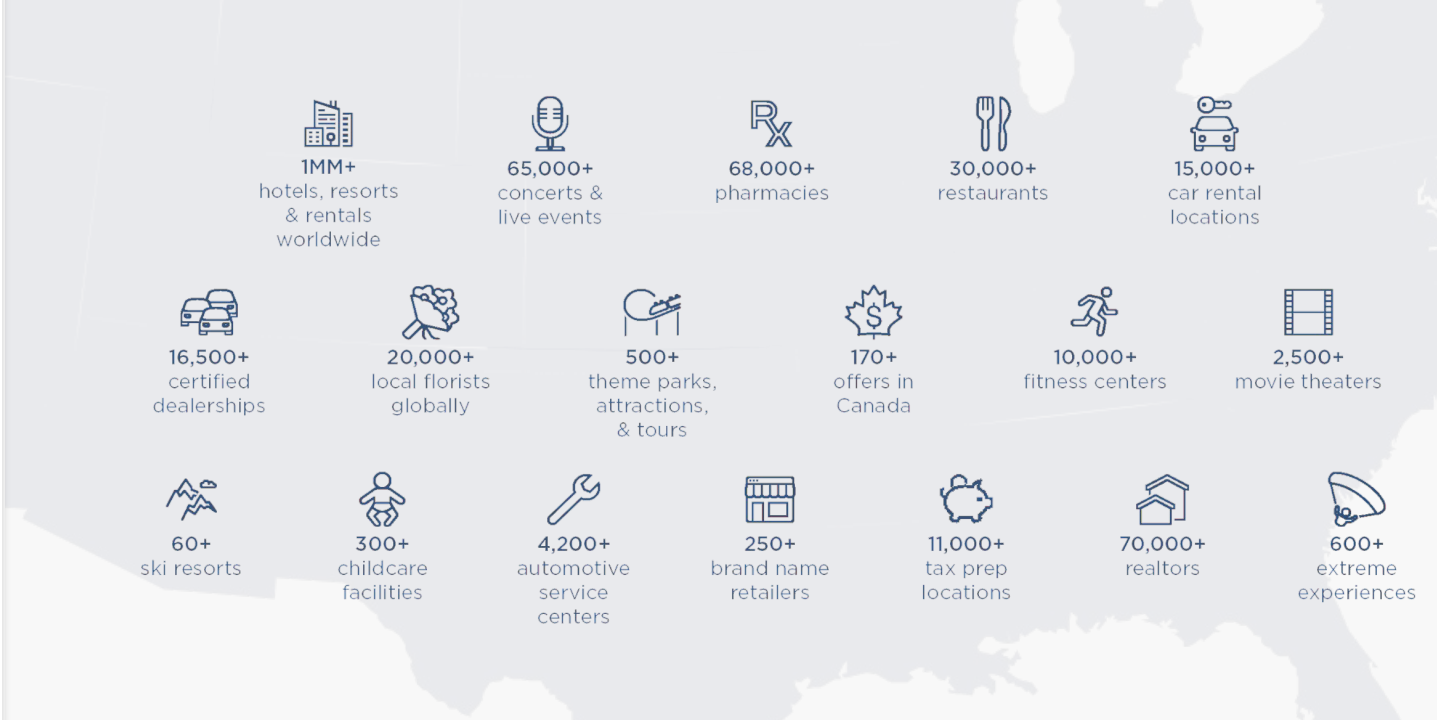 1MM+
hotels, resorts
& rentals
worldwide
65,000+
concerts &
live events
Rx
68,000+
pharmacies
30,000+
restaurants
15,000+
car rental
locations
16,500+
certified
dealerships
20,000+
local florists
globally
500+
theme parks,
attractions,
& tours
$
170+
offers in
Canada
10,000+
fitness centers
2,500+
movie theaters
60+
ski resorts
300+
childcare
facilities
4,200+
automotive
service
centers
250+
brand name
retailers
11,000+
tax prep
locations
70,000+
realtors
600+
extreme
experiences